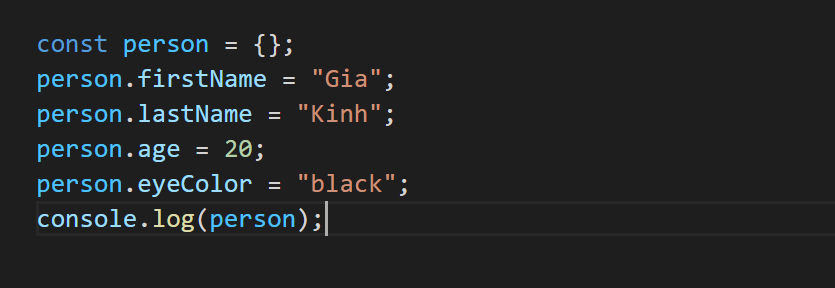 const person = {};
person.firstName = "Gia";
person.lastName = "Kinh";
person.age = 20;
person.eyeColor = "black";
console.log(person);